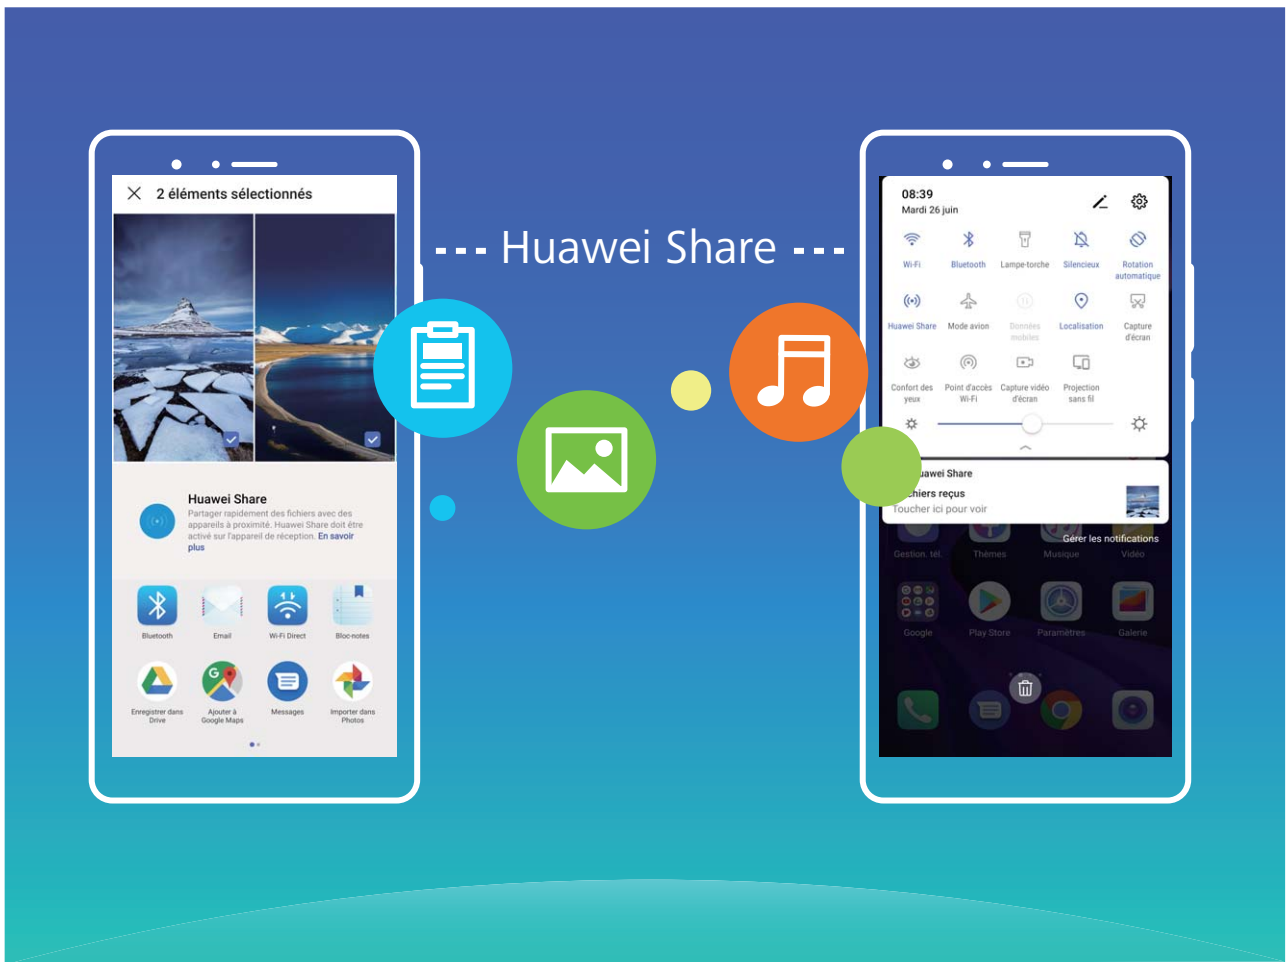 2 éléments sélectionnés
Huawei Share
Partager rapidement des fichiers avec des
appareils à proximité. Huawei Share doit être
activé sur l'appareil de réception. En savoir
plus
Bluetooth
Email
Wi-Fi Direct
Bloc-notes
Enregistrer dans
Drive
Ajouter à
Google Maps
Messages
Importer dans
Photos
--- Huawei Share ---
08:39
Mardi 26 juin
Wi-Fi
Bluetooth
Lampe-torche
Silencieux
Rotation
automatique
Huawei Share
Mode avion
Données
mobiles
Localisation
Capture
d'écran
Confort des
yeux
Point d'accès
Wi-Fi
Capture vidéo
d'écran
Projection
sans fil
Share
reçus
Toucher ici pour voir
Gérer les notifications
Gestion. tél.
Thèmes
Musique
Vidéo
Google
Play Store
Paramètres
Galerie